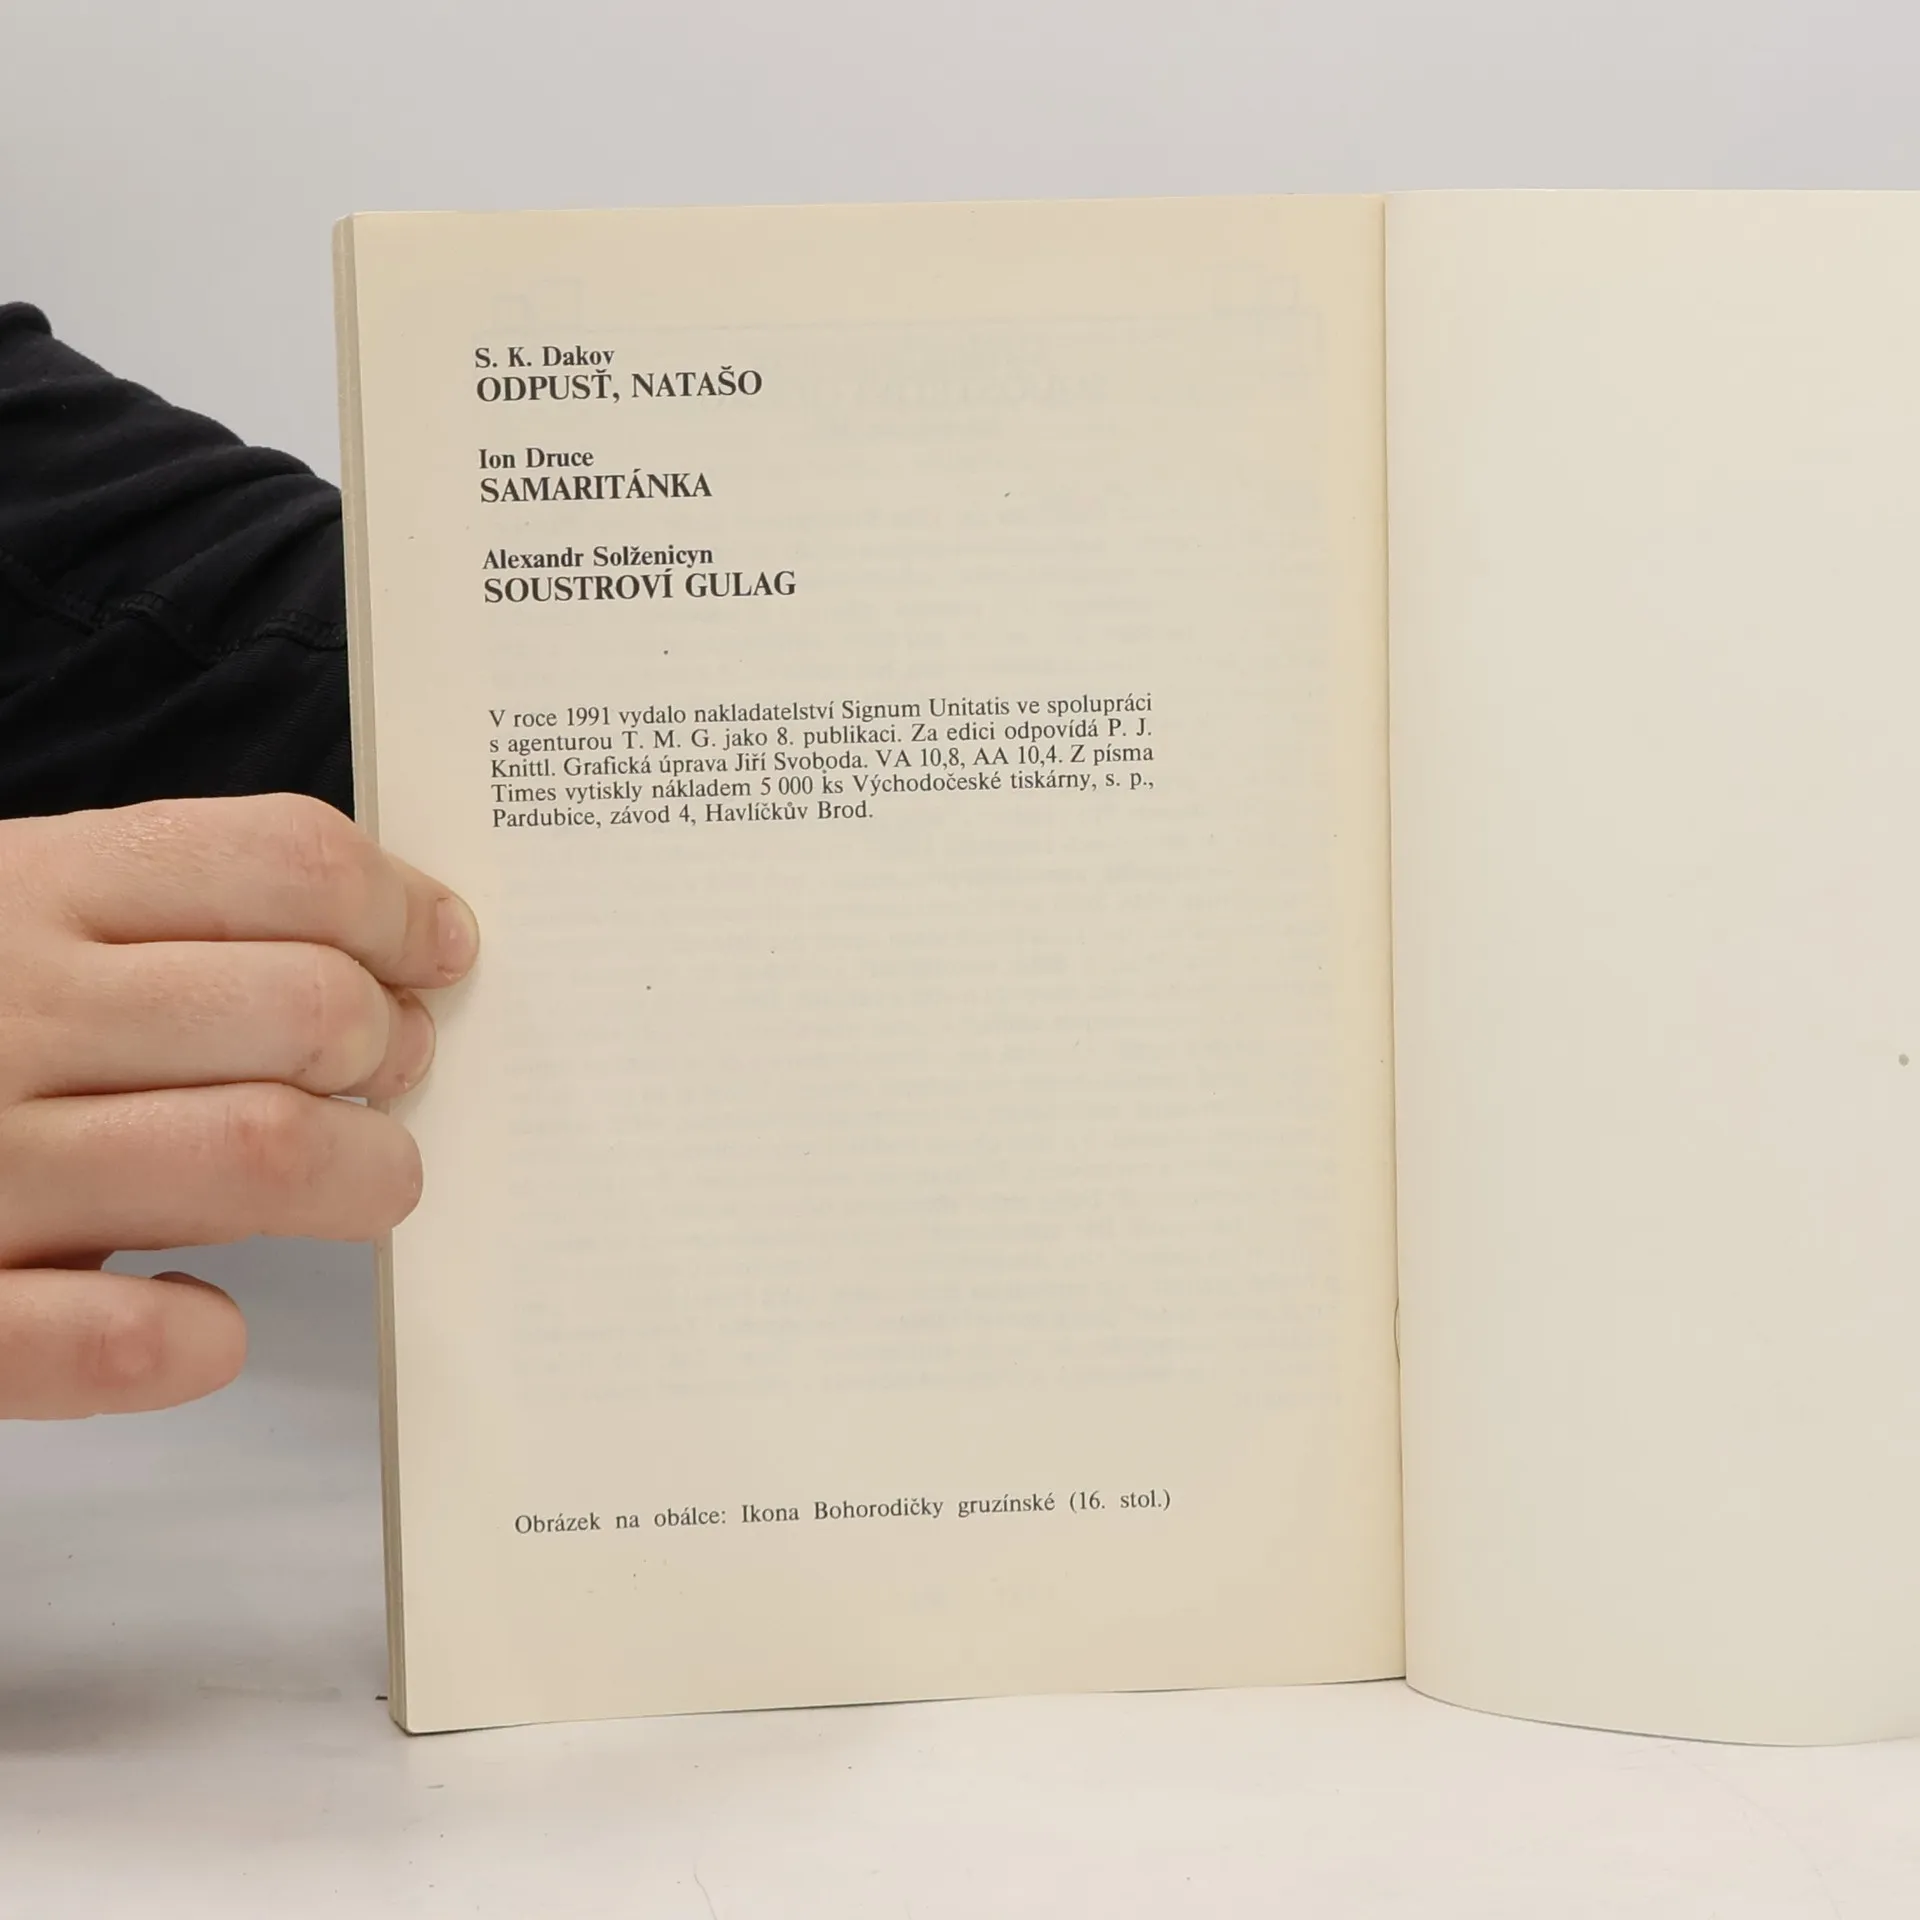 S. K. Dakov
ODPUSŤ, NATAŠO
Ion Druce
SAMARITÁNKA
Alexandr Solženicyn
SOUSTROVÍ GULAG
V roce 1991 vydalo nakladatelství Signum Unitatis ve spolupráci
s agenturou T. M. G. jako 8. publikaci. Za edici odpovídá P. J.
Knittl. Grafická úprava Jiří Svoboda. VA 10,8, AA 10,4. Z písma
Times vytiskly nákladem 5 000 ks Východočeské tiskárny, s. p.,
Pardubice, závod 4, Havlíčkův Brod.
Obrázek na obálce: Ikona Bohorodičky gruzínské (16. stol.)